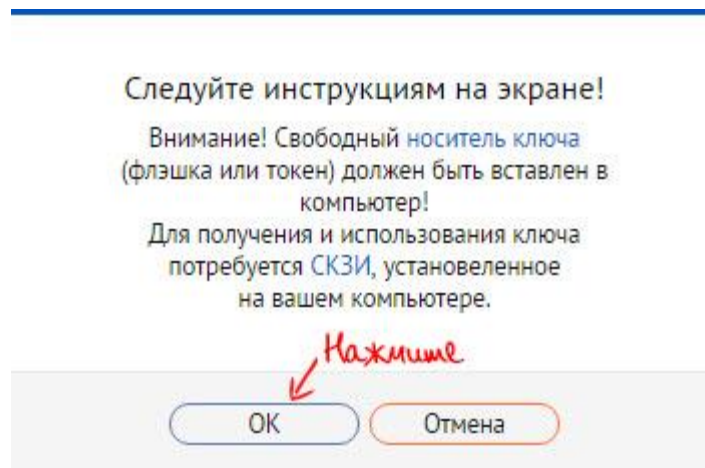 Следуйте инструкциям на экране!
Внимание! Свободный носитель ключа
(флэшка или токен) должен быть вставлен в
компьютер!
Для получения и использования ключа
потребуется СКЗИ, установеленное
на вашем компьютере.
Нажмите
ОК
Отмена